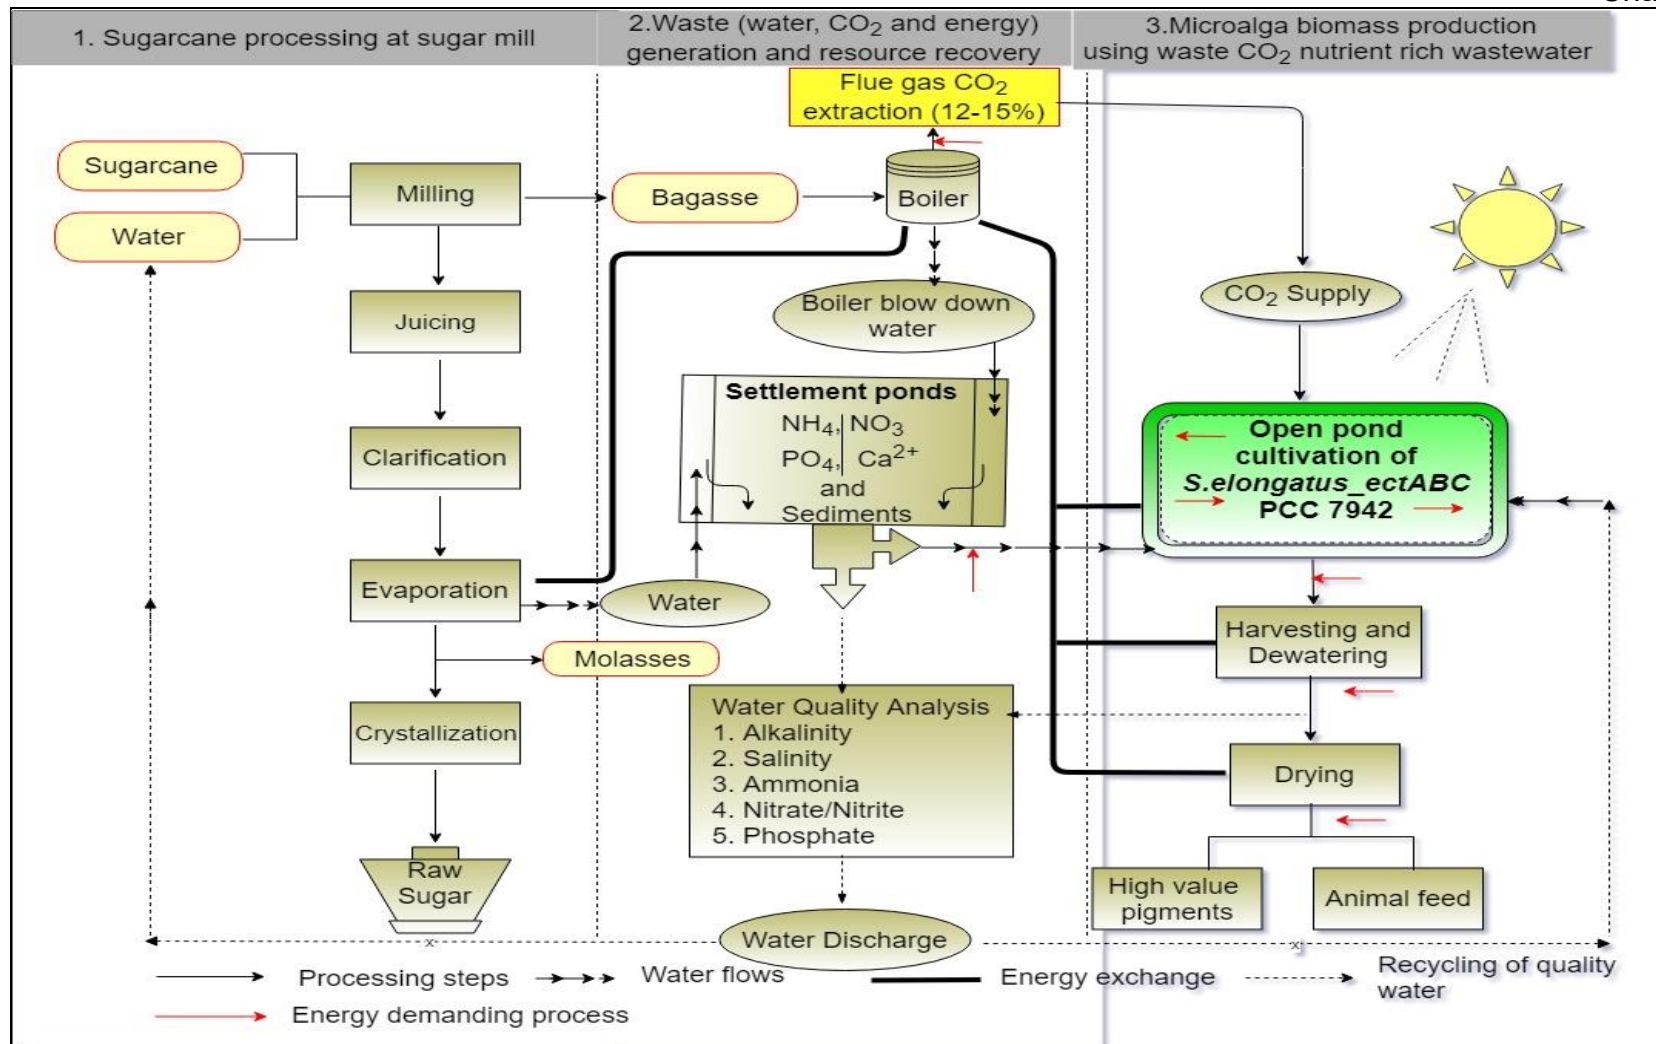 1. Sugarcane processing at sugar mill
2.Waste (water, CO2 and energy)
generation and resource recovery
3.Microalga biomass production
using waste CO2 nutrient rich wastewater
Flue gas CO2
extraction (12-15%)
Sugarcane
Water
Milling
Bagasse
Boiler
Juicing
Boiler blow down
water
CO2 Supply
Clarification
Settlement ponds
NH4, NO3
PO4, Ca2+
and
Sediments
Open pond
cultivation of
S.elongatus_ectABC
PCC 7942
Evaporation
Water
Molasses
Harvesting and
Dewatering
Crystallization
Water Quality Analysis
1. Alkalinity
2. Salinity
3. Ammonia
4. Nitrate/Nitrite
5. Phosphate
Drying
Raw
Sugar
High value
pigments
Animal feed
Water Discharge
x
x
Processing steps
Water flows
Energy exchange
Recycling of quality
water
Energy demanding process